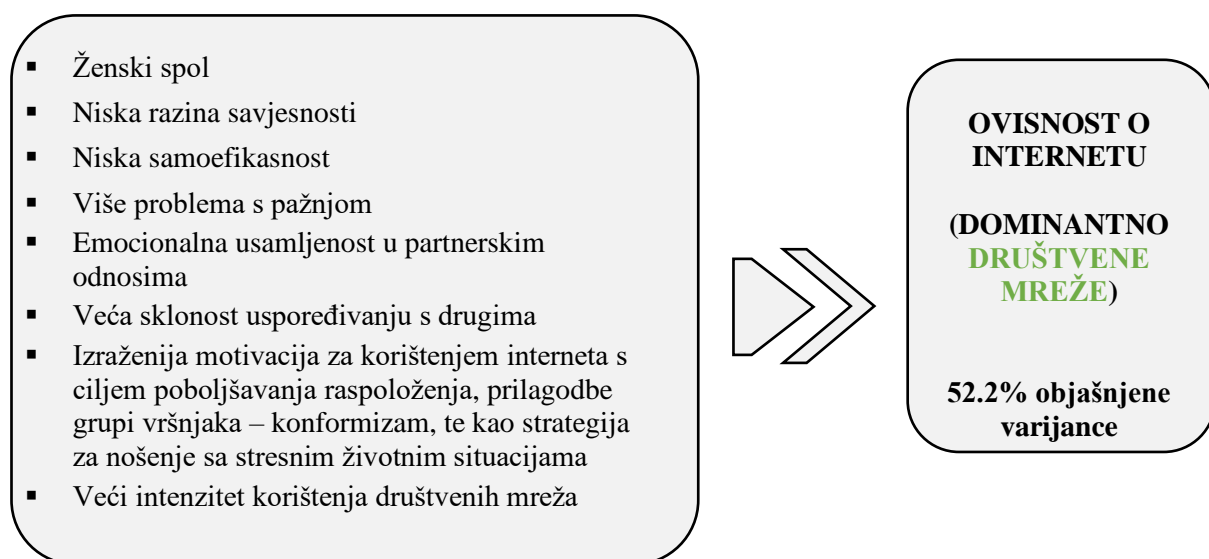 ▪ Ženski spol
▪ Niska razina savjesnosti
▪ Niska samoefikasnost
▪ Više problema s pažnjom
▪ Emocionalna usamljenost u partnerskim
odnosima
▪ Veća sklonost uspoređivanju s drugima
▪ Izraženija motivacija za korištenjem interneta s
ciljem poboljšavanja raspoloženja, prilagodbe
grupi vršnjaka – konformizam, te kao strategija
za nošenje sa stresnim životnim situacijama
▪ Veći intenzitet korištenja društvenih mreža
OVISNOST O
INTERNETU
(DOMINANTNO
DRUŠTVENE
MREŽE)
52.2% objašnjene
varijance